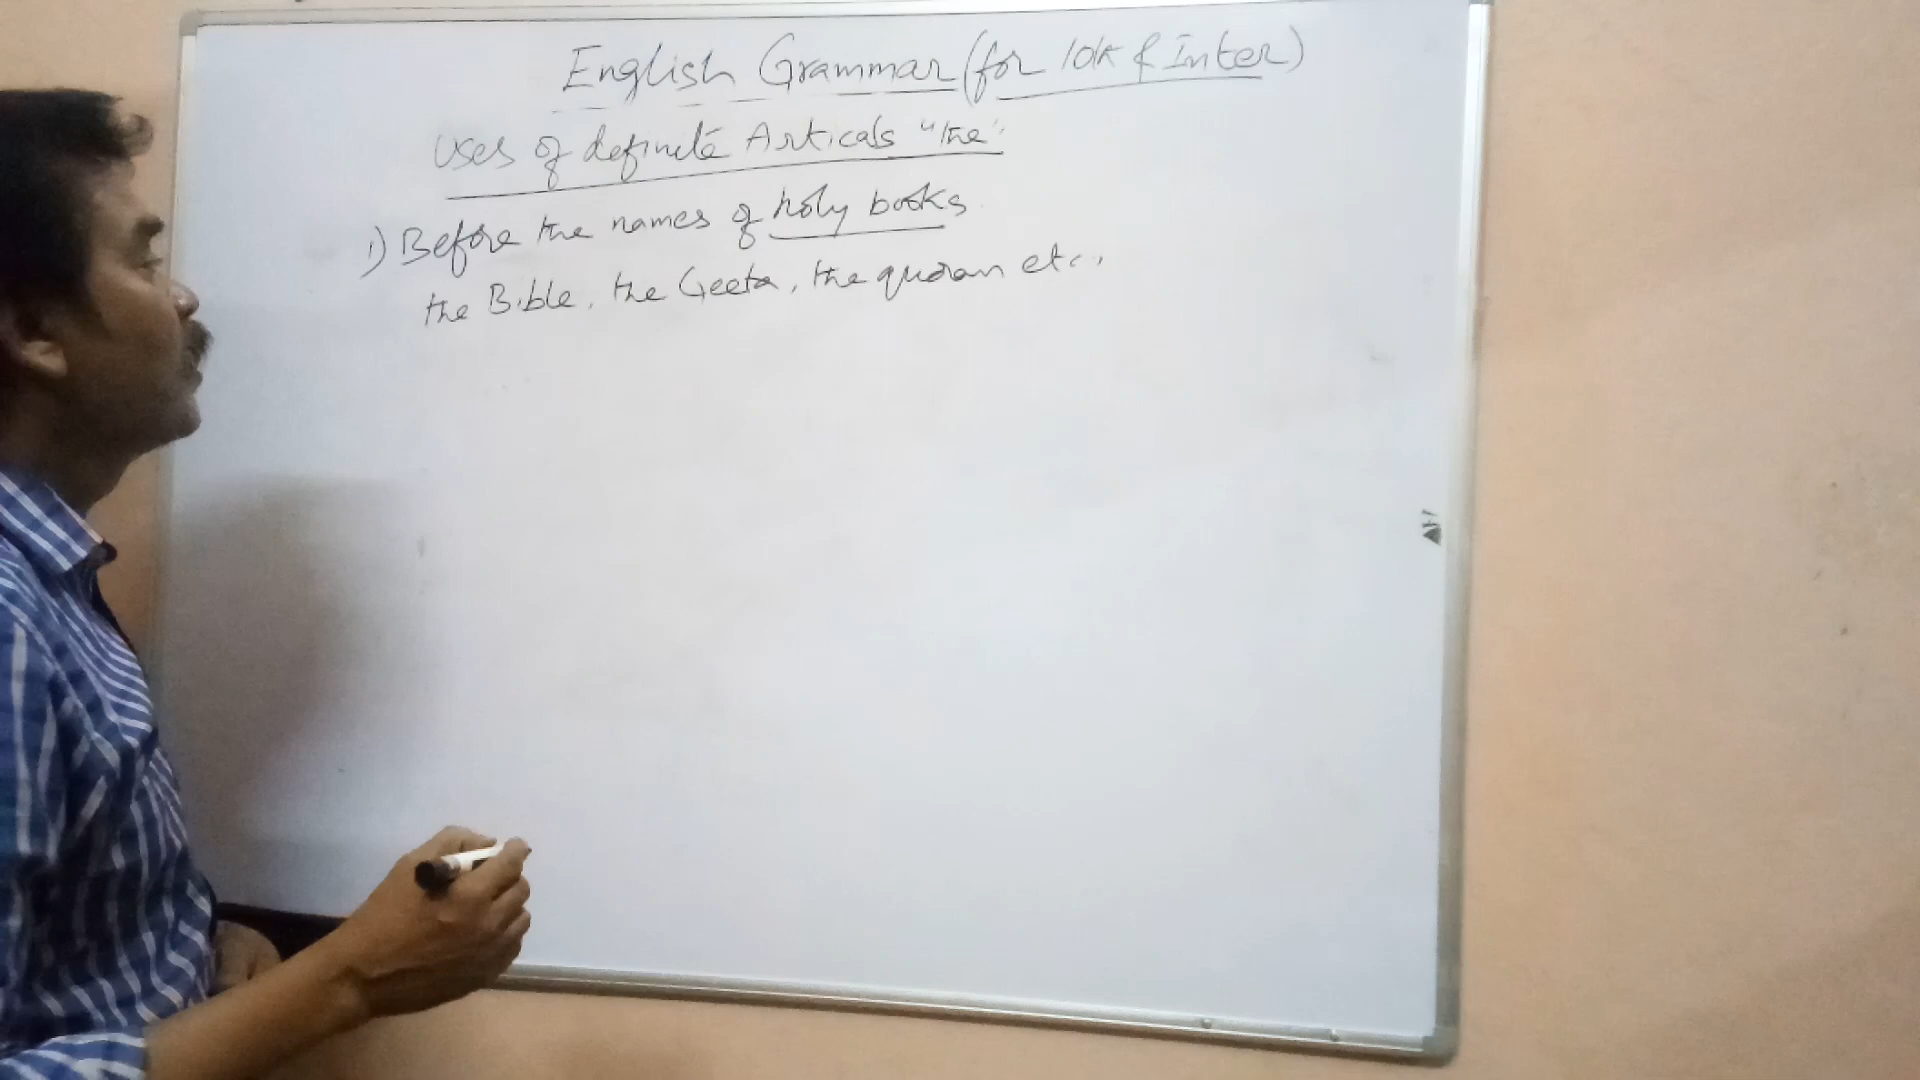 English Grammar (for 10th & Inter)
Uses of definite Articals "the"
1) Before the names of holy books
the Bible, the Geeta, the quoran etc.,